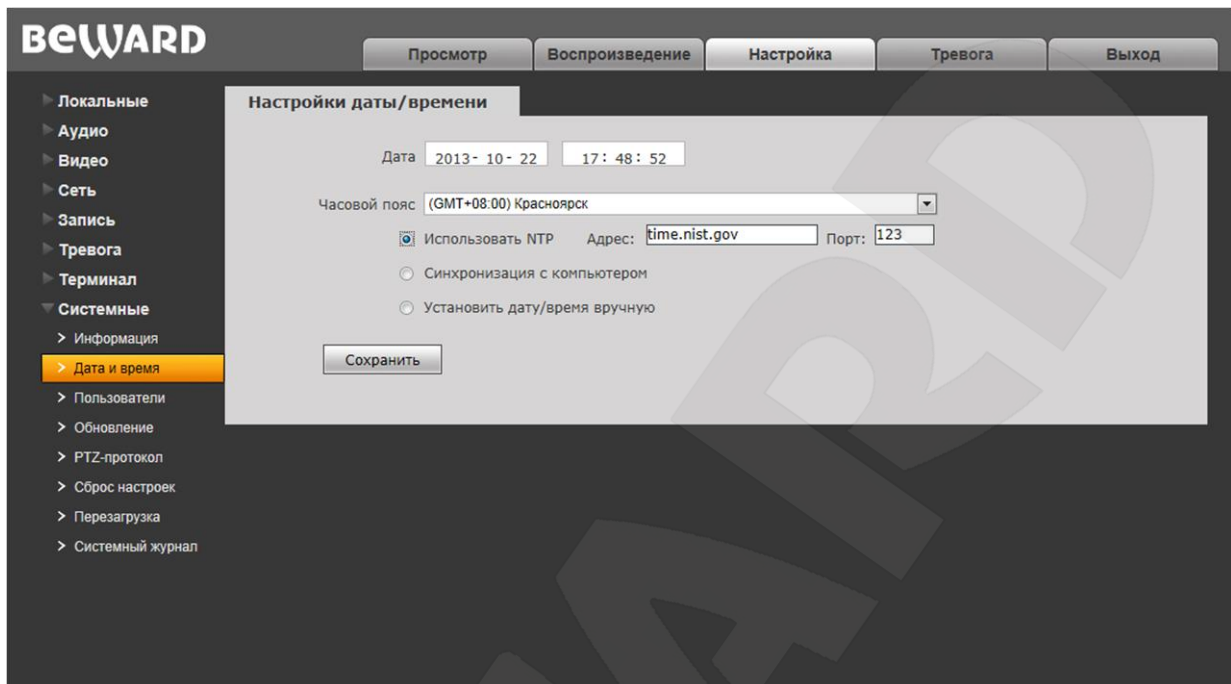 BEWARD
Просмотр Воспроизведение Настройка Тревога Выход
Локальные
Аудио
Видео
Сеть
Запись
Тревога
Терминал
Системные
Информация
Дата и время
Пользователи
Обновление
PTZ-протокол
Сброс настроек
Перезагрузка
Системный журнал
Настройки даты/времени
Дата 2013- 10- 22 17: 48: 52
Часовой пояс (GMT+08:00) Красноярск
Использовать NTP Адрес: time.nist.gov Порт: 123
Синхронизация с компьютером
Установить дату/время вручную
Сохранить